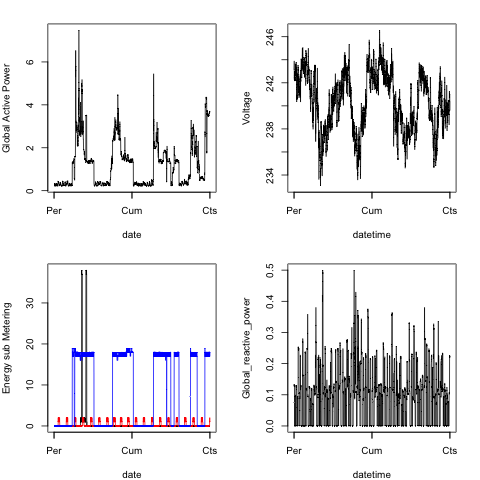 Global Active Power
0 2 4 6
Per Cum Cts
date
Voltage
234 238 242 246
Per Cum Cts
datetime
Energy sub Metering
0 10 20 30
Per Cum Cts
date
Global_reactive_power
0.0 0.1 0.2 0.3 0.4 0.5
Per Cum Cts
datetime